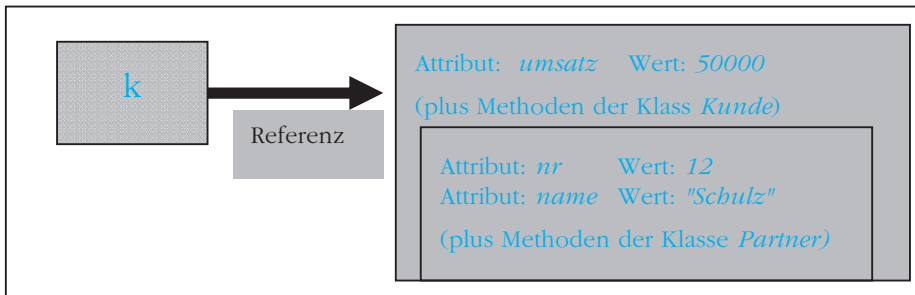 k
Referenz
Attribut: umsatz Wert: 50000
(plus Methoden der Klass Kunde)
Attribut: nr Wert: 12
Attribut: name Wert: "Schulz"
(plus Methoden der Klasse Partner)